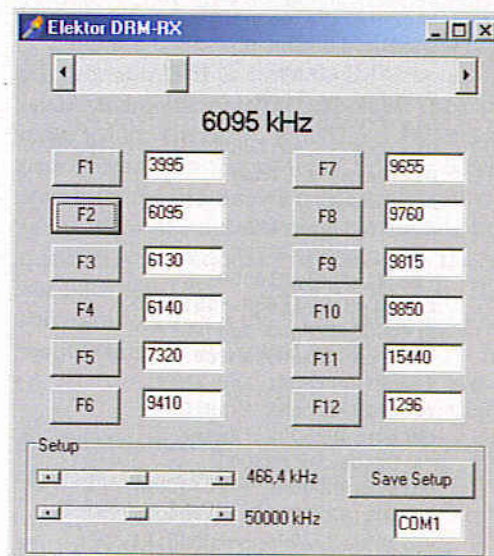 Elektor DRM-RX
6095 kHz
F1 3995 F7 9655
F2 6095 F8 9760
F3 6130 F9 9815
F4 6140 F10 9850
F5 7320 F11 15440
F6 9410 F12 1296
Setup
466,4 kHz Save Setup
50000 kHz COM1